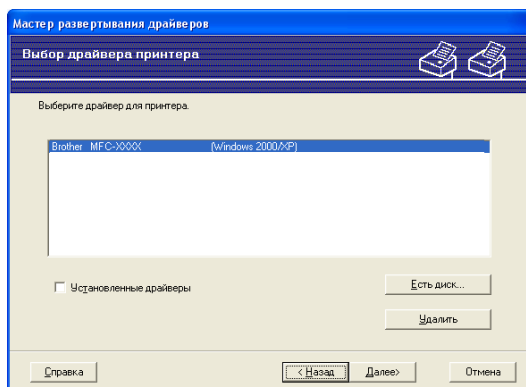 Мастер развертывания драйверов
Выбор драйвера принтера
Выберите драйвер для принтера.
Brother MFC-XXXX (Windows 2000/XP)
Установленные драйверы
Есть диск...
Удалить
Справка
< Назад
Далее>
Отмена